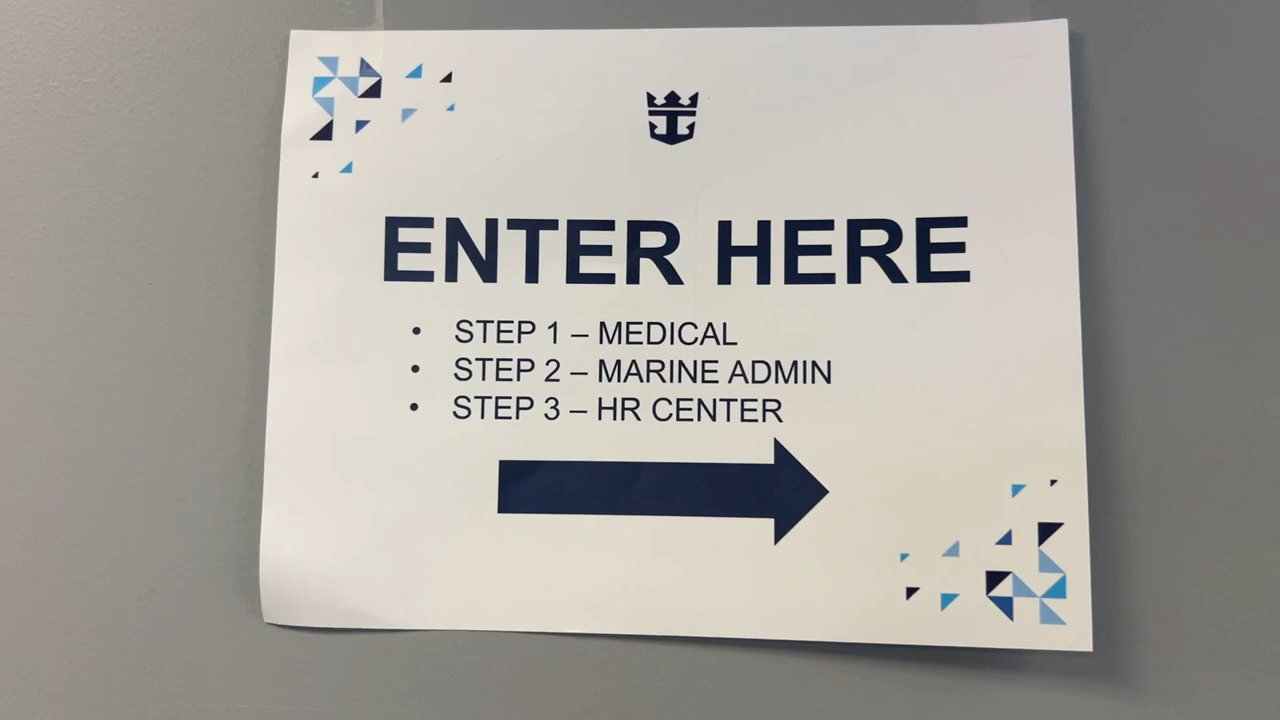 ENTER HERE
• STEP 1 – MEDICAL
• STEP 2 – MARINE ADMIN
• STEP 3 – HR CENTER